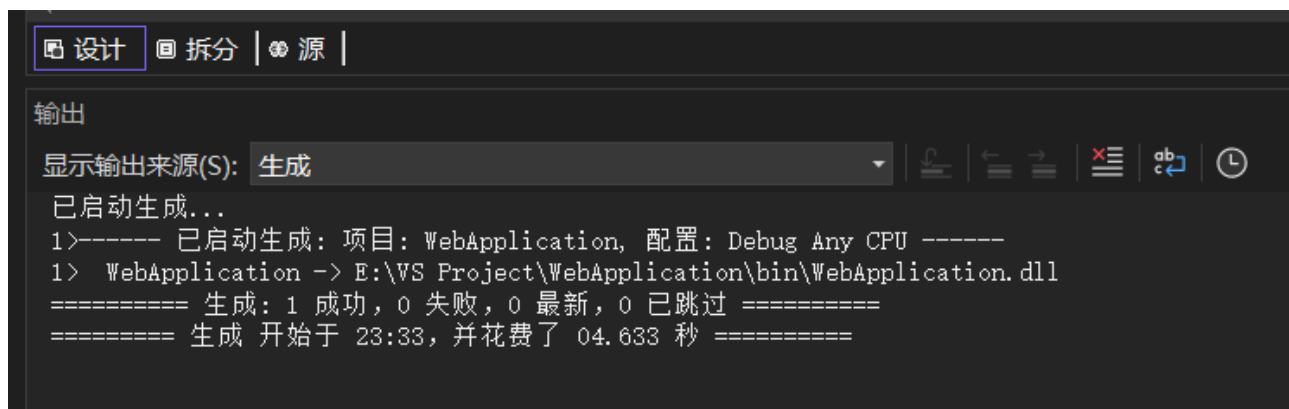 设计 拆分 源
输出
显示输出来源(S): 生成
已启动生成...
1>------ 已启动生成: 项目: WebApplication, 配置: Debug Any CPU ------
1>  WebApplication -> E:\VS Project\WebApplication\bin\WebApplication.dll
========== 生成: 1 成功，0 失败，0 最新，0 已跳过 ==========
========= 生成 开始于 23:33，并花费了 04.633 秒 ==========